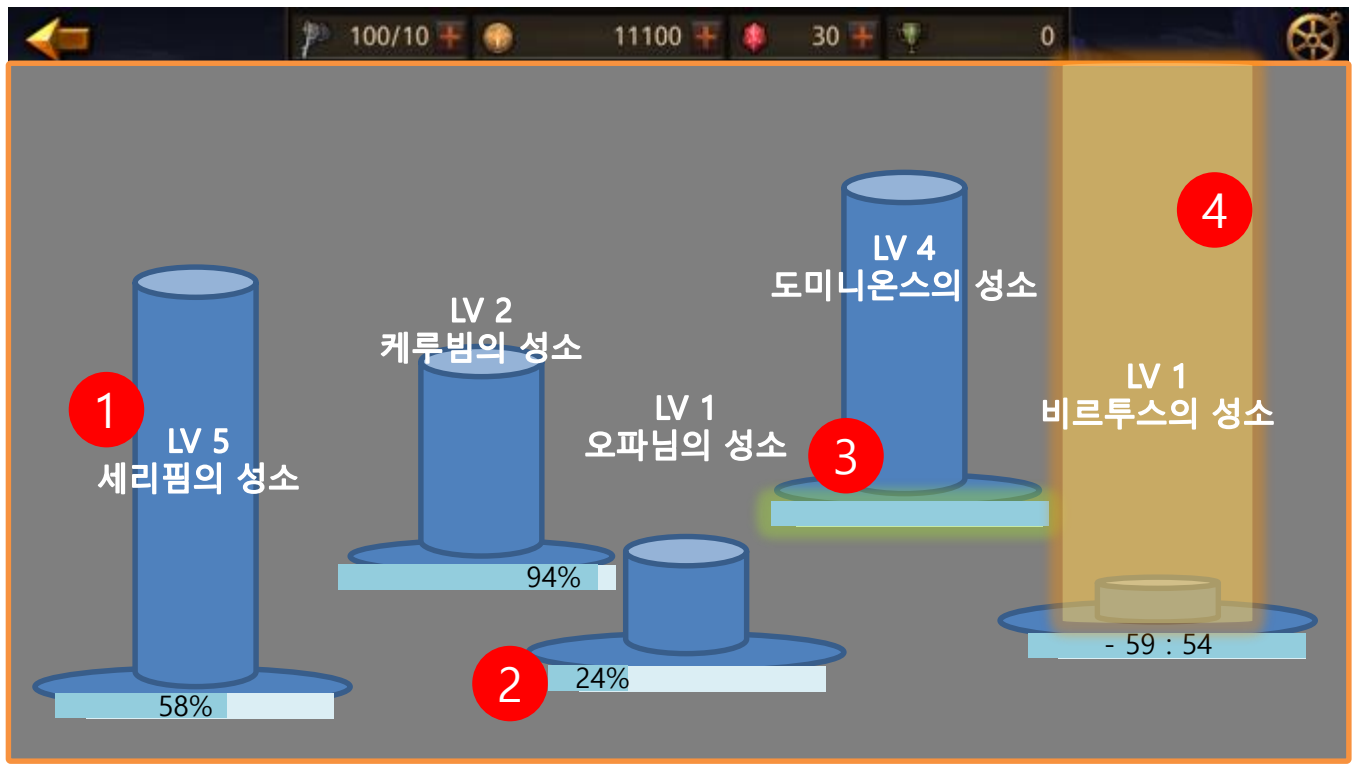 100/10
11100
30
0
4
LV 4
도미니온스의 성소
LV 2
케루빔의 성소
LV 1
비르투스의 성소
1
LV 1
오파님의 성소
LV 5
세리핌의 성소
3
94%
- 59 : 54
2
24%
58%